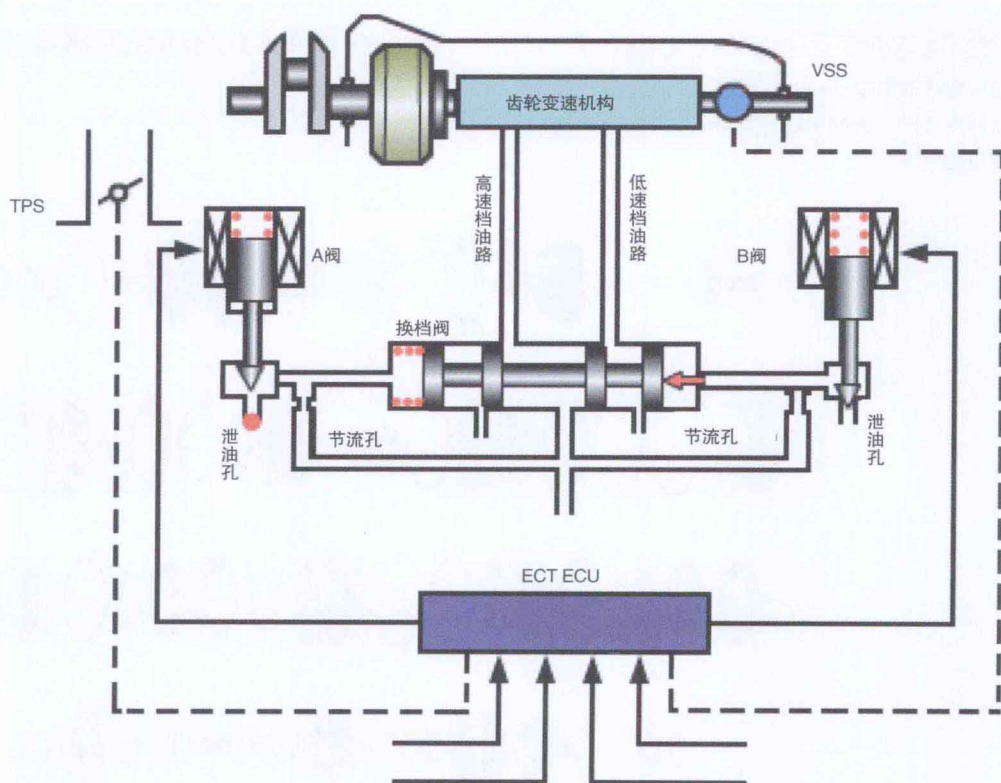 VSS
齿轮变速机构
TPS
高速档油路
低速档油路
A阀
B阀
换档阀
泄油孔
节流孔
节流孔
泄油孔
ECT ECU